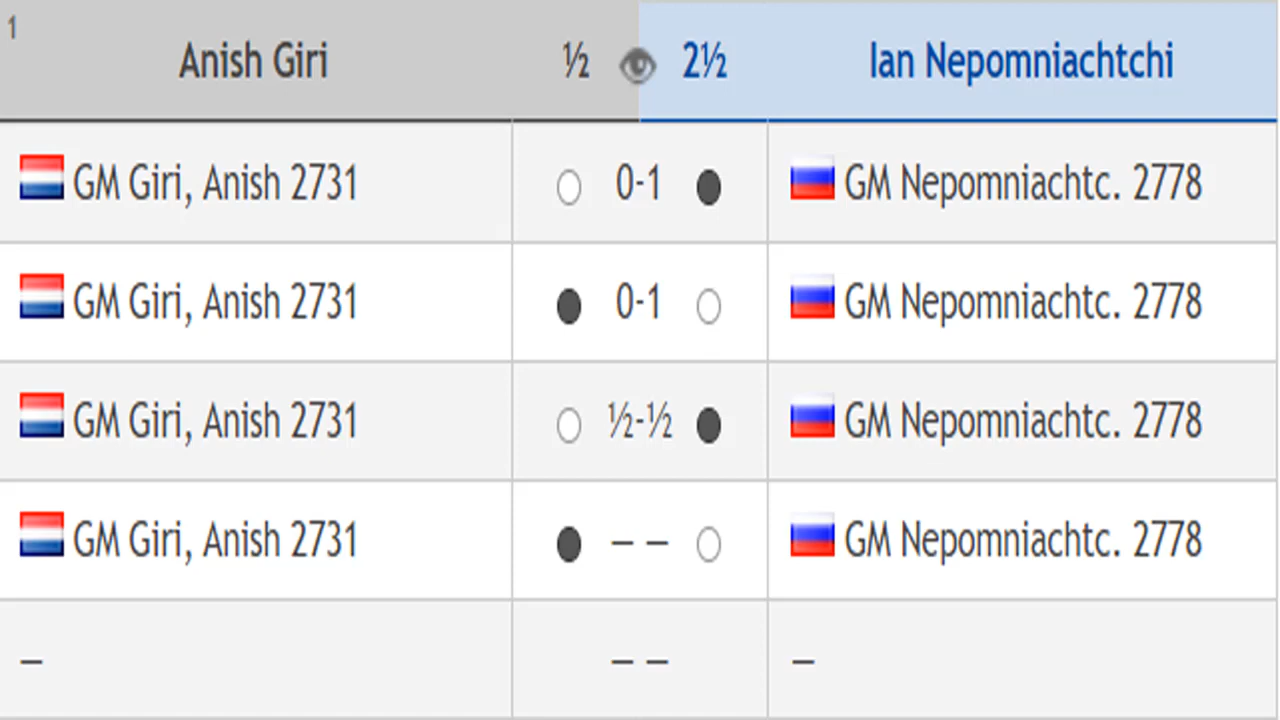 1
Anish Giri ½ 2½ Ian Nepomniachtchi
GM Giri, Anish 2731 0-1 GM Nepomniachtc. 2778
GM Giri, Anish 2731 0-1 GM Nepomniachtc. 2778
GM Giri, Anish 2731 ½-½ GM Nepomniachtc. 2778
GM Giri, Anish 2731 – – GM Nepomniachtc. 2778
– – – –